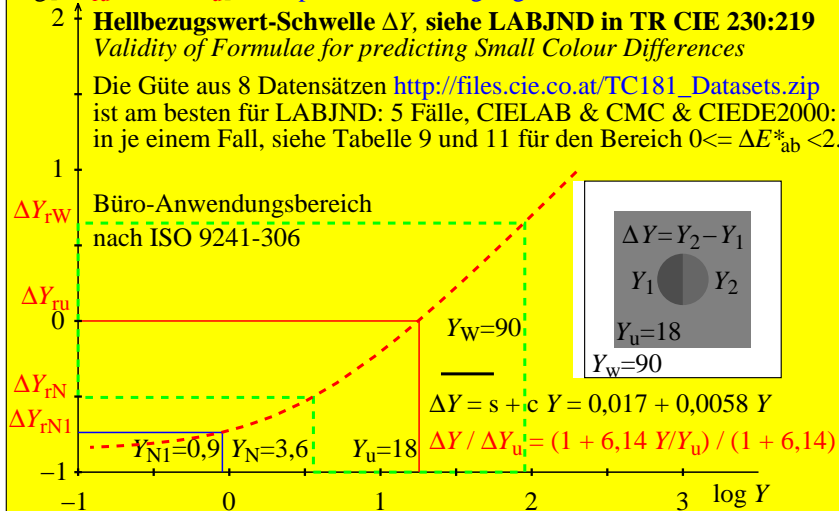 Hellbezugswert-Schwelle ΔY, siehe LABJND in TR CIE 230:219
Validity of Formulae for predicting Small Colour Differences
Die Güte aus 8 Datensätzen http://files.cie.co.at/TC181_Datasets.zip
ist am besten für LABJND: 5 Fälle, CIELAB & CMC & CIEDE2000:
in je einem Fall, siehe Tabelle 9 und 11 für den Bereich 0<= ΔE*ab <2.
2
1
0
−1
Büro-Anwendungsbereich
nach ISO 9241-306
ΔYrW
ΔYru
ΔYrN
ΔYrN1
ΔY=Y2−Y1
Y1
Y2
Yu=18
Yw=90
YW=90
ΔY = s + c Y = 0,017 + 0,0058 Y
ΔY / ΔYu = (1 + 6,14 Y/Yu) / (1 + 6,14)
YN1=0,9
YN=3,6
Yu=18
−1
0
1
2
3
log Y